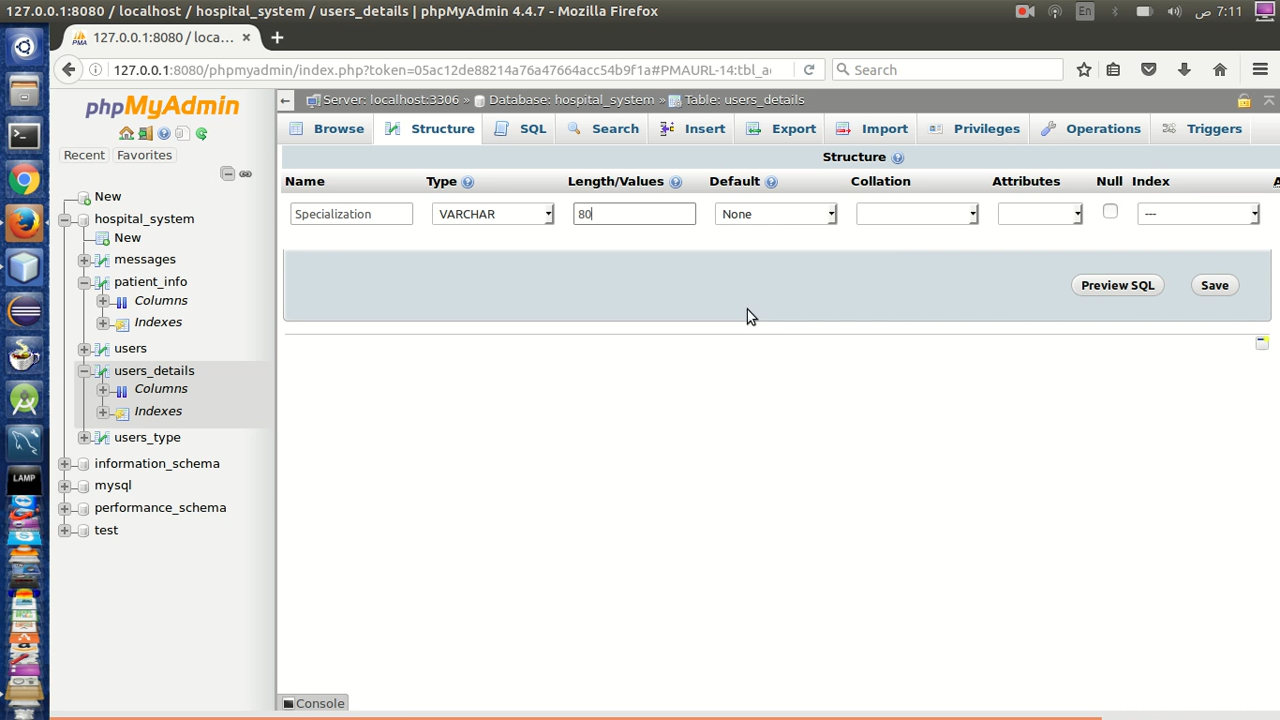 127.0.0.1:8080 / localhost / hospital_system / users_details | phpMyAdmin 4.4.7 - Mozilla Firefox
En
7:11 ص
PMA
127.0.0.1:8080 / loca...
127.0.0.1:8080/phpmyadmin/index.php?token=05ac12de88214a76a47664acc54b9f1a#PMAURL-14:tbl_a
Search
phpMyAdmin
Recent
Favorites
New
hospital_system
New
messages
patient_info
Columns
Indexes
users
users_details
Columns
Indexes
users_type
information_schema
mysql
performance_schema
test
LAMP
Server: localhost:3306 » Database: hospital_system » Table: users_details
Browse
Structure
SQL
Search
Insert
Export
Import
Privileges
Operations
Triggers
Structure
Name Type Length/Values Default Collation Attributes Null Index
Specialization VARCHAR 80 None ---
Preview SQL
Save
Console